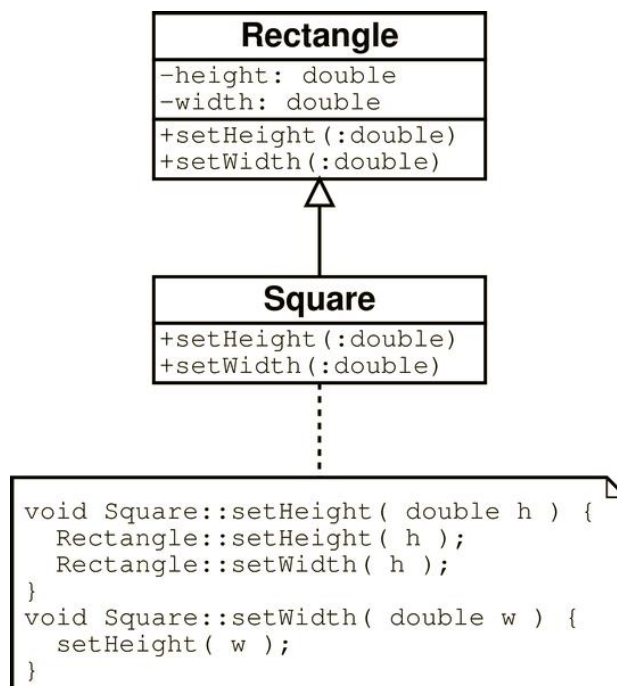 Rectangle
-height: double
-width: double
+setHeight(:double)
+setWidth(:double)
Square
+setHeight(:double)
+setWidth(:double)
void Square::setHeight( double h ) {
  Rectangle::setHeight( h );
  Rectangle::setWidth( h );
}
void Square::setWidth( double w ) {
  setHeight( w );
}